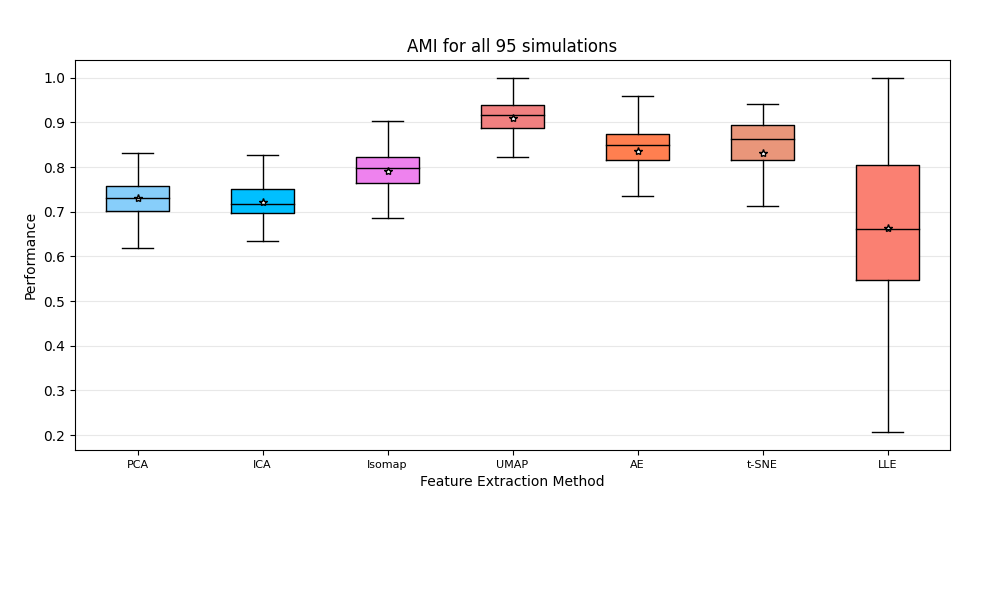 AMI for all 95 simulations
Performance
1.0
0.9
0.8
0.7
0.6
0.5
0.4
0.3
0.2
PCA ICA Isomap UMAP AE t-SNE LLE
Feature Extraction Method